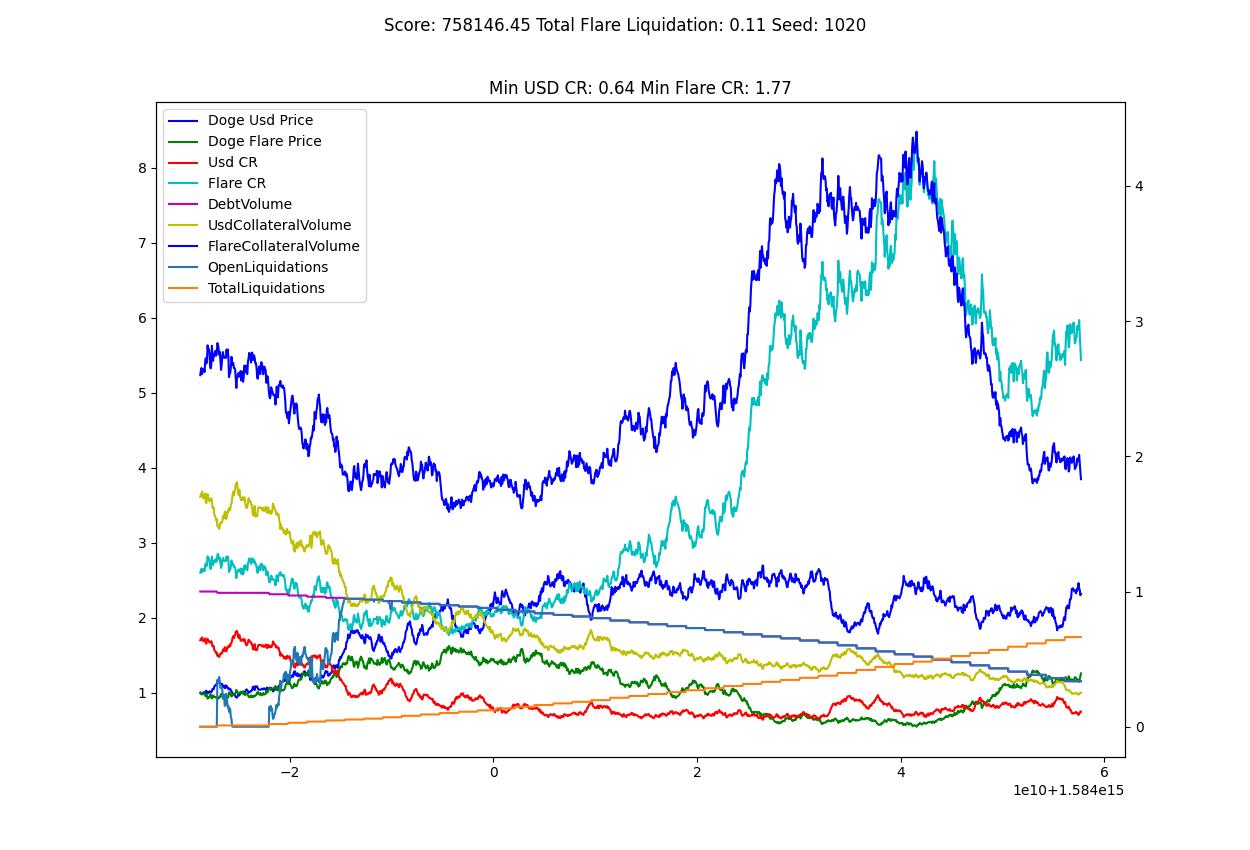 Score: 758146.45 Total Flare Liquidation: 0.11 Seed: 1020
Min USD CR: 0.64 Min Flare CR: 1.77
Doge Usd Price
Doge Flare Price
Usd CR
Flare CR
DebtVolume
UsdCollateralVolume
FlareCollateralVolume
OpenLiquidations
TotalLiquidations
8
7
6
5
4
3
2
1
4
3
2
1
0
−2
0
2
4
6
1e10+1.584e15